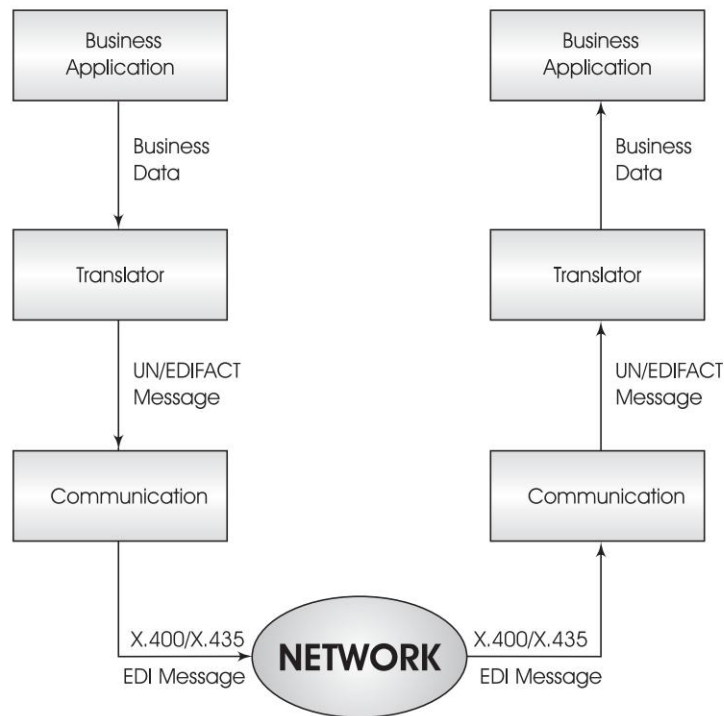 Business
Application
Business
Data
Translator
UN/EDIFACT
Message
Communication
X.400/X.435
EDI Message
NETWORK
X.400/X.435
EDI Message
Communication
UN/EDIFACT
Message
Translator
Business
Data
Business
Application